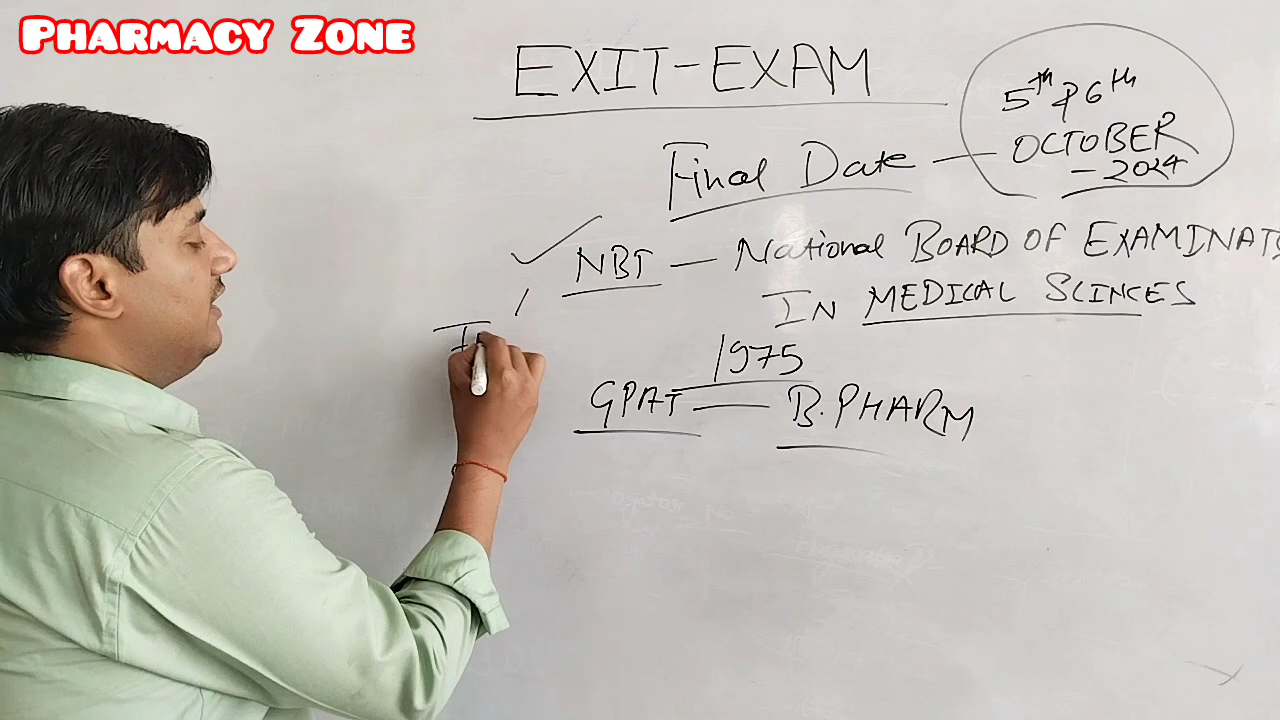 PHARMACY ZONE
EXIT-EXAM
Final Date — 5th & 6th
OCTOBER
- 2024
NBT — National BOARD OF EXAMINATI
IN MEDICAL SCINCES
1975
GPAT — B.PHARM